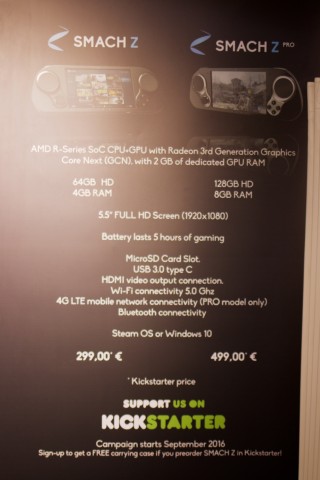 SMACH Z
SMACH Z PRO
AMD R-Series SoC CPU+GPU with Radeon 3rd Generation Graphics
Core Next (GCN), with 2 GB of dedicated GPU RAM
64GB HD
4GB RAM
128GB HD
8GB RAM
5.5" FULL HD Screen (1920x1080)
Battery lasts 5 hours of gaming
MicroSD Card Slot.
USB 3.0 type C
HDMI video output connection.
Wi-Fi connectivity 5.0 Ghz
4G LTE mobile network connectivity (PRO model only)
Bluetooth connectivity
Steam OS or Windows 10
299,00* €
499,00* €
* Kickstarter price
SUPPORT US ON
KICKSTARTER
Campaign starts September 2016
Sign-up to get a FREE carrying case if you preorder SMACH Z in Kickstarter!